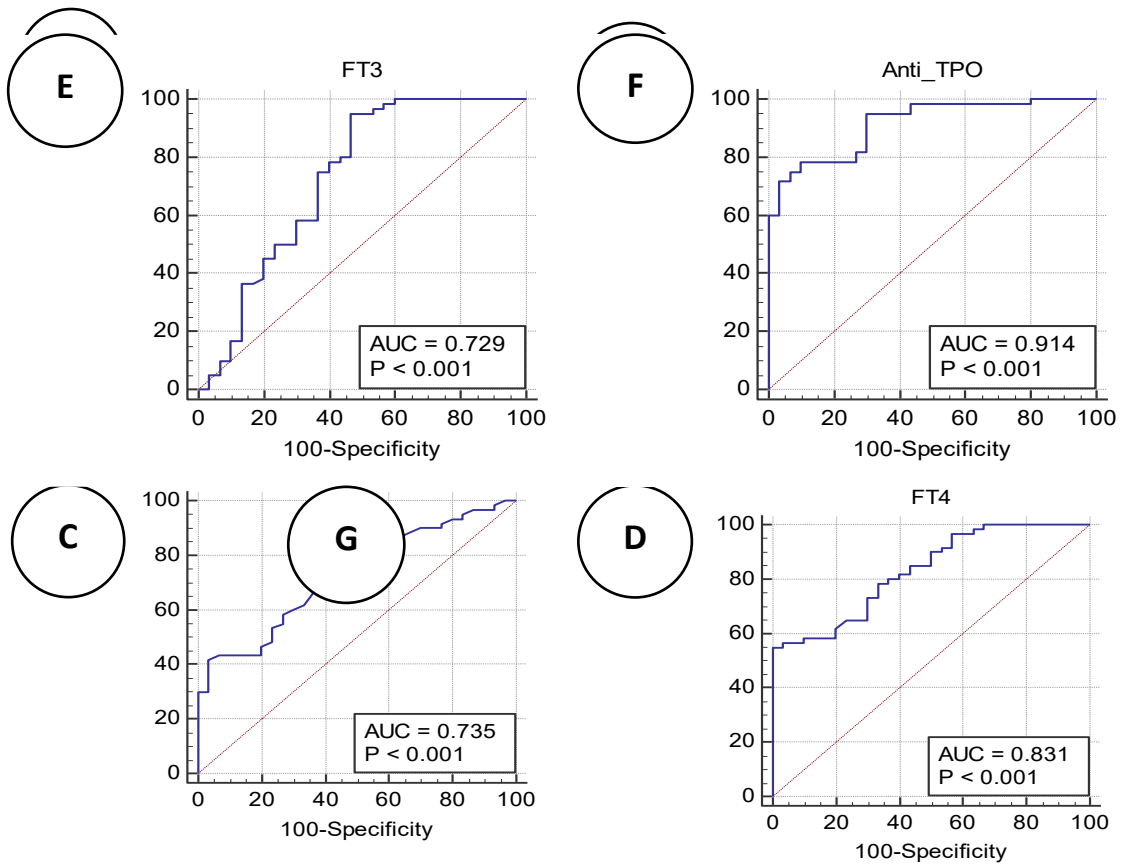 E
FT3
100
80
60
40
20
0
AUC = 0.729
P < 0.001
0 20 40 60 80 100
100-Specificity
F
Anti_TPO
100
80
60
40
20
0
AUC = 0.914
P < 0.001
0 20 40 60 80 100
100-Specificity
C
G
100
80
60
40
20
0
AUC = 0.735
P < 0.001
0 20 40 60 80 100
100-Specificity
D
FT4
100
80
60
40
20
0
AUC = 0.831
P < 0.001
0 20 40 60 80 100
100-Specificity